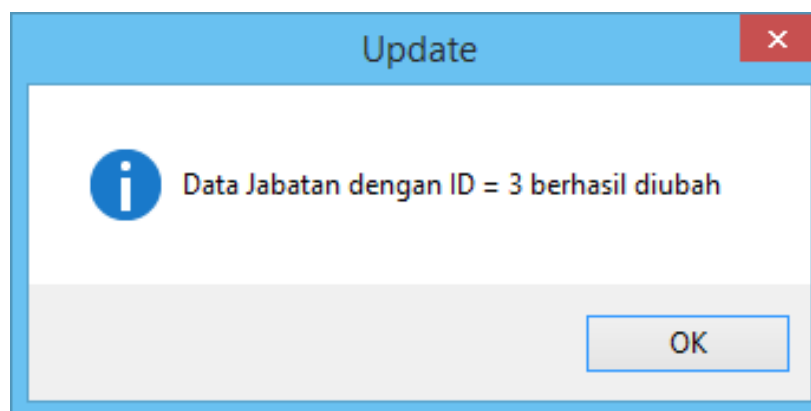 Update
Data Jabatan dengan ID = 3 berhasil diubah
OK